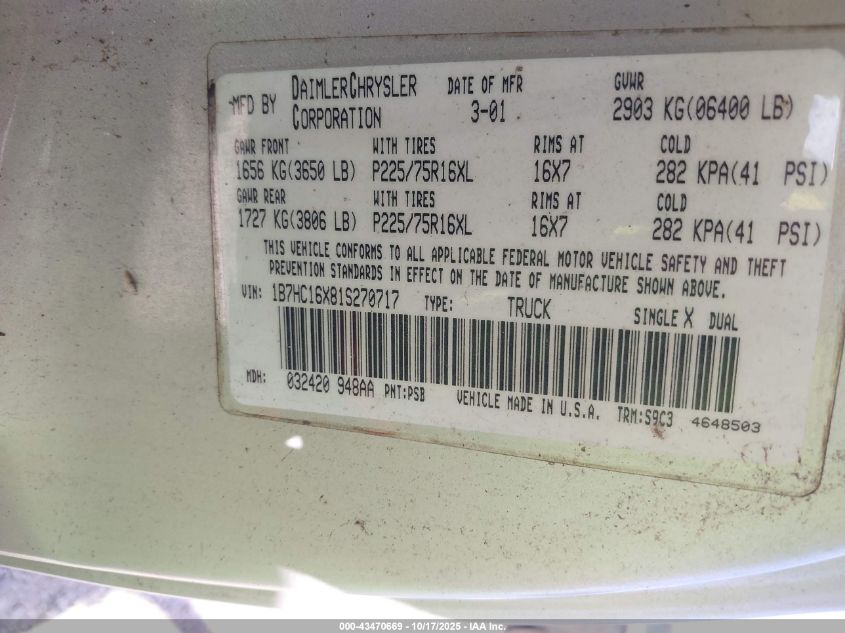 MFD BY DAIMLERCHRYSLER CORPORATION DATE OF MFR 3-01 GVWR 2903 KG(06400 LB)
GAWR FRONT WITH TIRES RIMS AT COLD
1656 KG(3650 LB) P225/75R16XL 16X7 282 KPA(41 PSI)
GAWR REAR WITH TIRES RIMS AT COLD
1727 KG(3806 LB) P225/75R16XL 16X7 282 KPA(41 PSI)
THIS VEHICLE CONFORMS TO ALL APPLICABLE FEDERAL MOTOR VEHICLE SAFETY AND THEFT
PREVENTION STANDARDS IN EFFECT ON THE DATE OF MANUFACTURE SHOWN ABOVE.
VIN: 1B7HC16X81S270717 TYPE: TRUCK SINGLE X DUAL
MDH: 032420 948AA PNT:PSB VEHICLE MADE IN U.S.A. TRM:S9C3 4648503
000-43470669 - 10/17/2025 - IAA Inc.